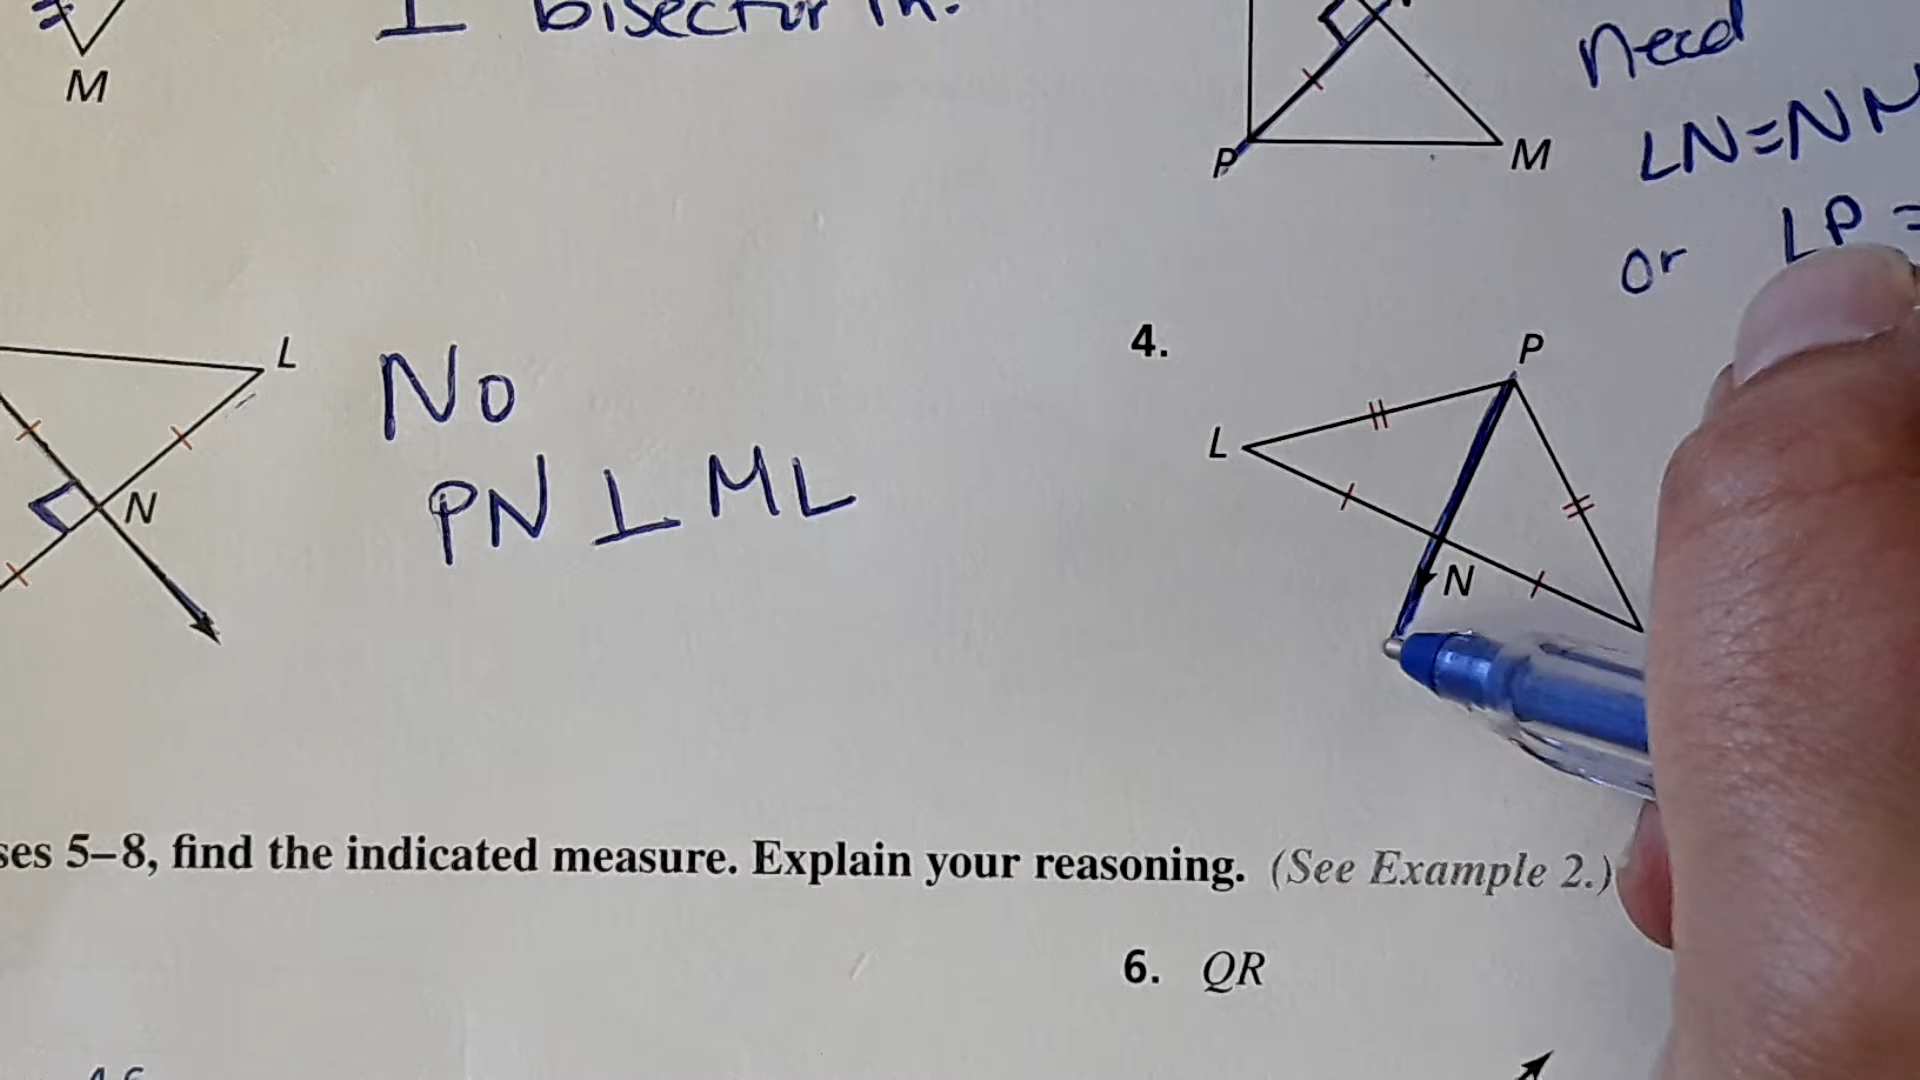 ⊥ bisector Th.
M
need
LN=NM
P
M
or LP =
L
No
PN ⊥ ML
N
4.
P
L
N
ses 5–8, find the indicated measure. Explain your reasoning. (See Example 2.)
6. QR